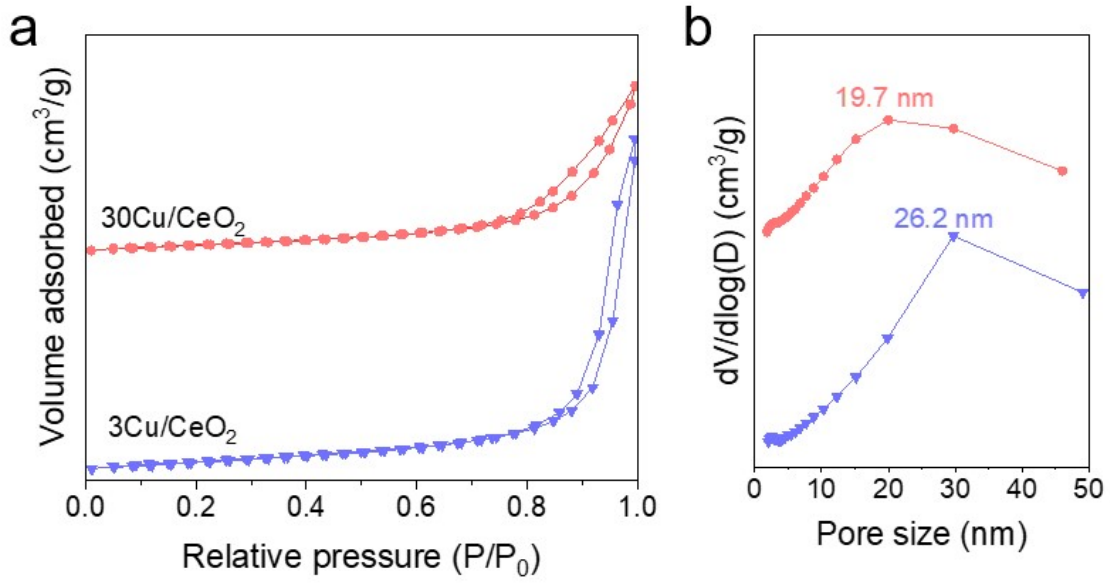 a
Volume adsorbed (cm³/g)
30Cu/CeO₂
3Cu/CeO₂
0.0 0.2 0.4 0.6 0.8 1.0
Relative pressure (P/P₀)
b
dV/dlog(D) (cm³/g)
19.7 nm
26.2 nm
0 10 20 30 40 50
Pore size (nm)